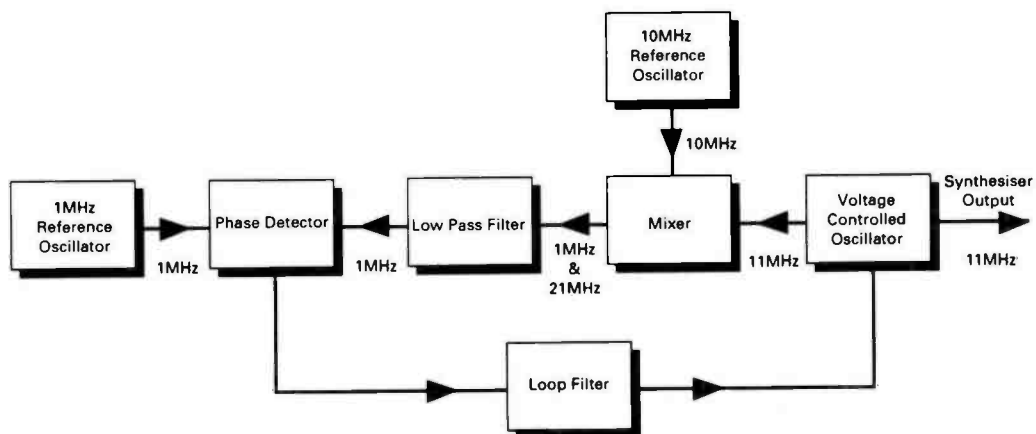 10MHz
Reference
Oscillator
10MHz
1MHz
Reference
Oscillator
1MHz
Phase Detector
1MHz
Low Pass Filter
1MHz
&
21MHz
Mixer
11MHz
Voltage
Controlled
Oscillator
Synthesiser
Output
11MHz
Loop Filter